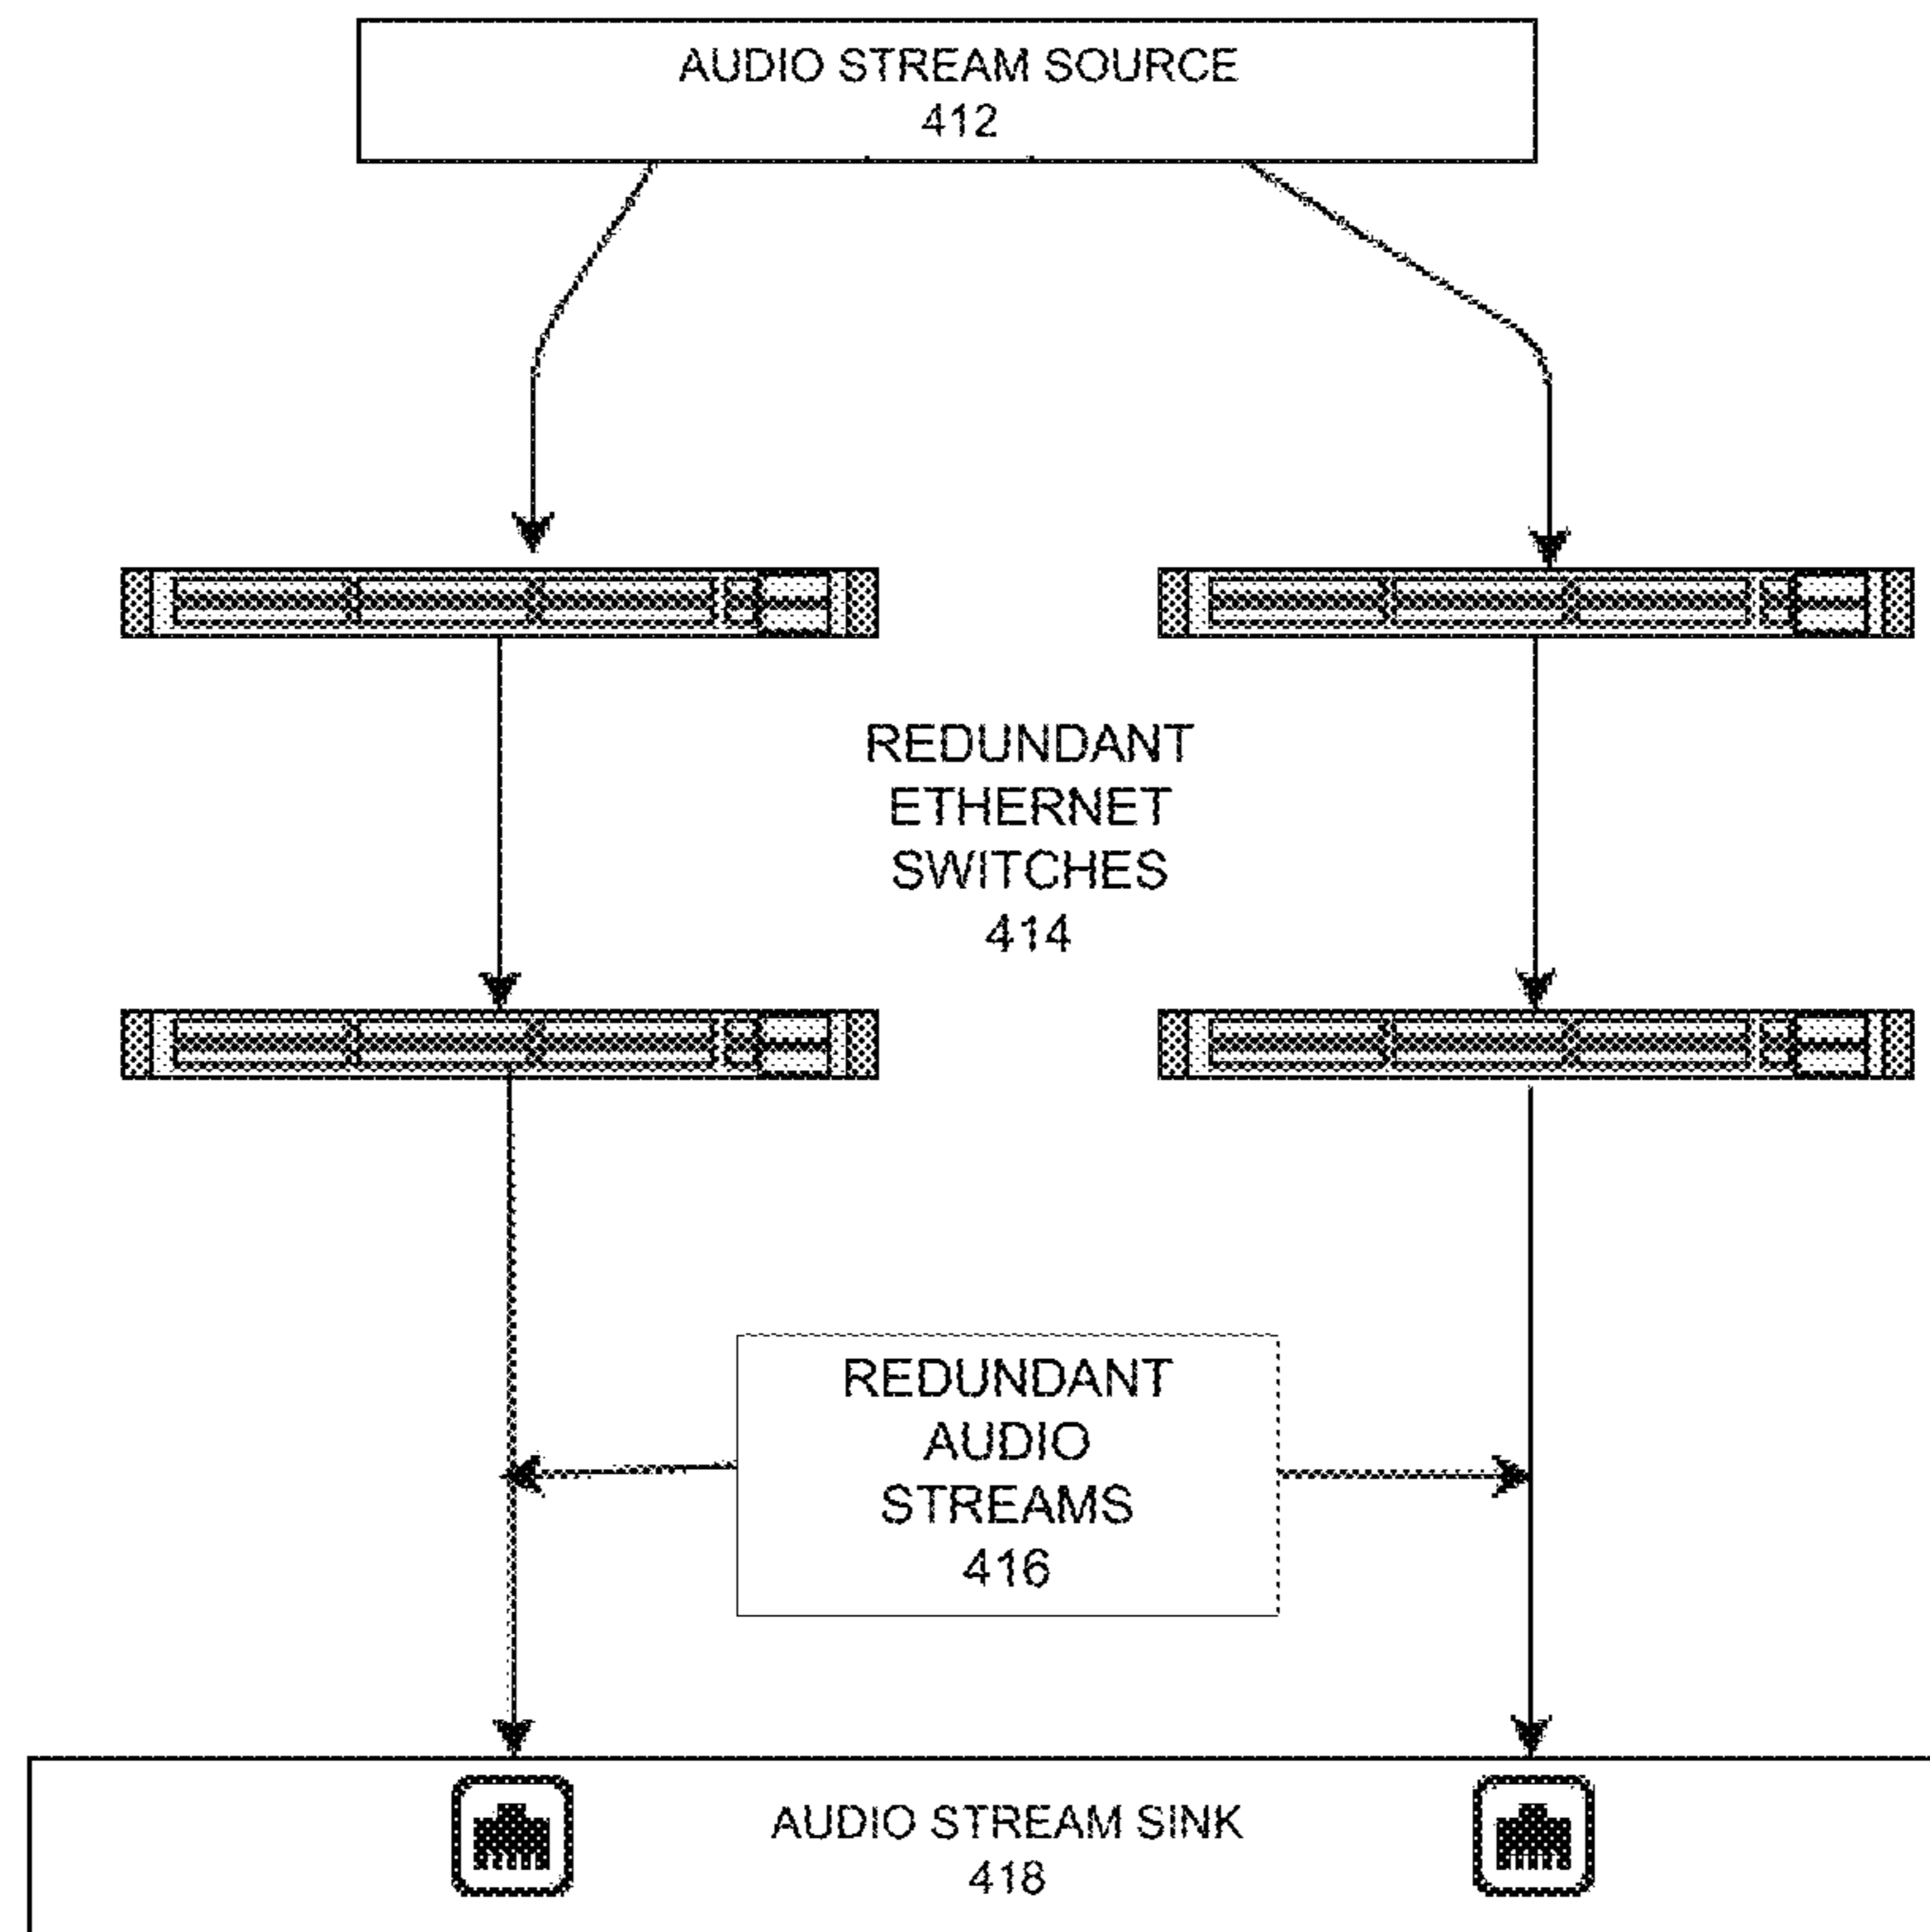 AUDIO STREAM SOURCE
412
REDUNDANT
ETHERNET
SWITCHES
414
REDUNDANT
AUDIO
STREAMS
416
AUDIO STREAM SINK
418